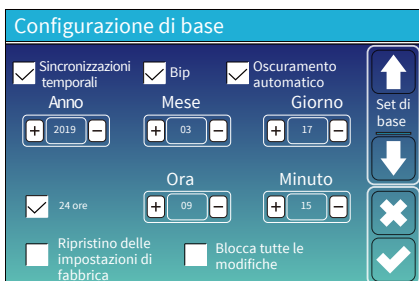 Configurazione di base
Sincronizzazioni
temporali
Bip
Oscuramento
automatico
Anno
Mese
Giorno
+ 2019 −
+ 03 −
+ 17 −
Set di
base
Ora
Minuto
24 ore
+ 09 −
+ 15 −
Ripristino delle
impostazioni di
fabbrica
Blocca tutte le
modifiche